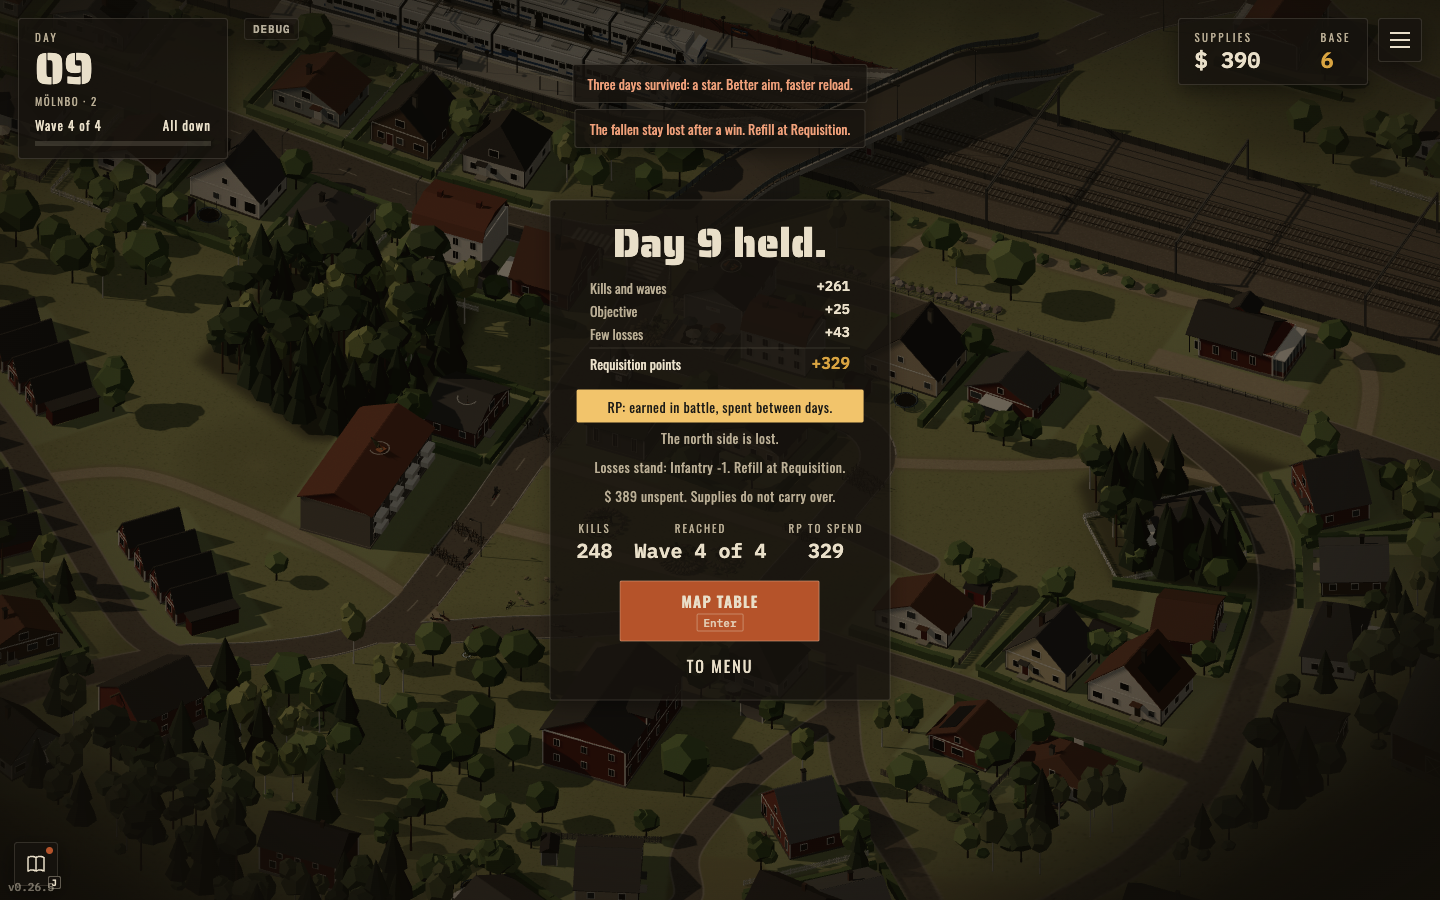 DAY
09
MÖLNBO · 2
Wave 4 of 4 All down
DEBUG
SUPPLIES BASE
$ 390 6
Three days survived: a star. Better aim, faster reload.
The fallen stay lost after a win. Refill at Requisition.
Day 9 held.
Kills and waves +261
Objective +25
Few losses +43
Requisition points +329
RP: earned in battle, spent between days.
The north side is lost.
Losses stand: Infantry -1. Refill at Requisition.
$ 389 unspent. Supplies do not carry over.
KILLS REACHED RP TO SPEND
248 Wave 4 of 4 329
MAP TABLE
Enter
TO MENU
J
v0.26.